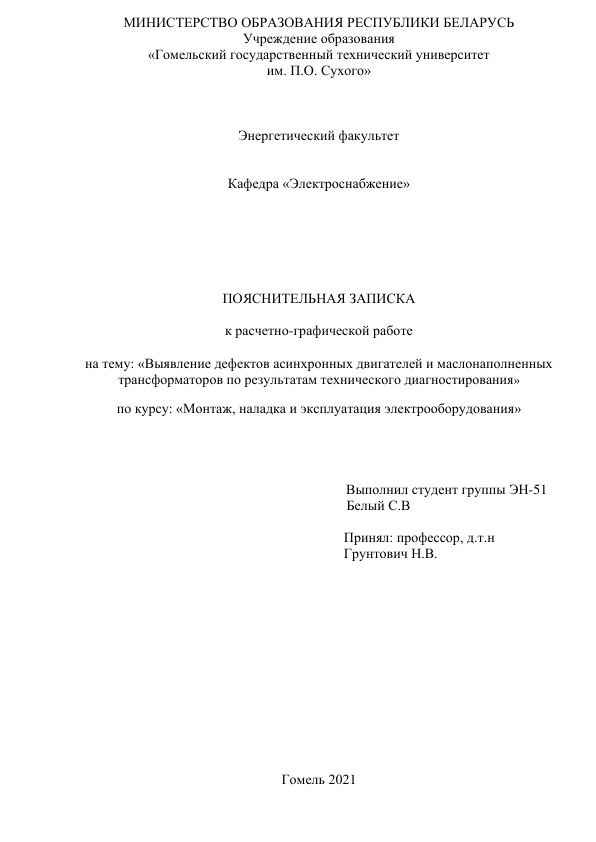 МИНИСТЕРСТВО ОБРАЗОВАНИЯ РЕСПУБЛИКИ БЕЛАРУСЬ
Учреждение образования
«Гомельский государственный технический университет
им. П.О. Сухого»
Энергетический факультет
Кафедра «Электроснабжение»
ПОЯСНИТЕЛЬНАЯ ЗАПИСКА
к расчетно-графической работе
на тему: «Выявление дефектов асинхронных двигателей и маслонаполненных
трансформаторов по результатам технического диагностирования»
по курсу: «Монтаж, наладка и эксплуатация электрооборудования»
Выполнил студент группы ЭН-51
Белый С.В
Принял: профессор, д.т.н
Грунтович Н.В.
Гомель 2021